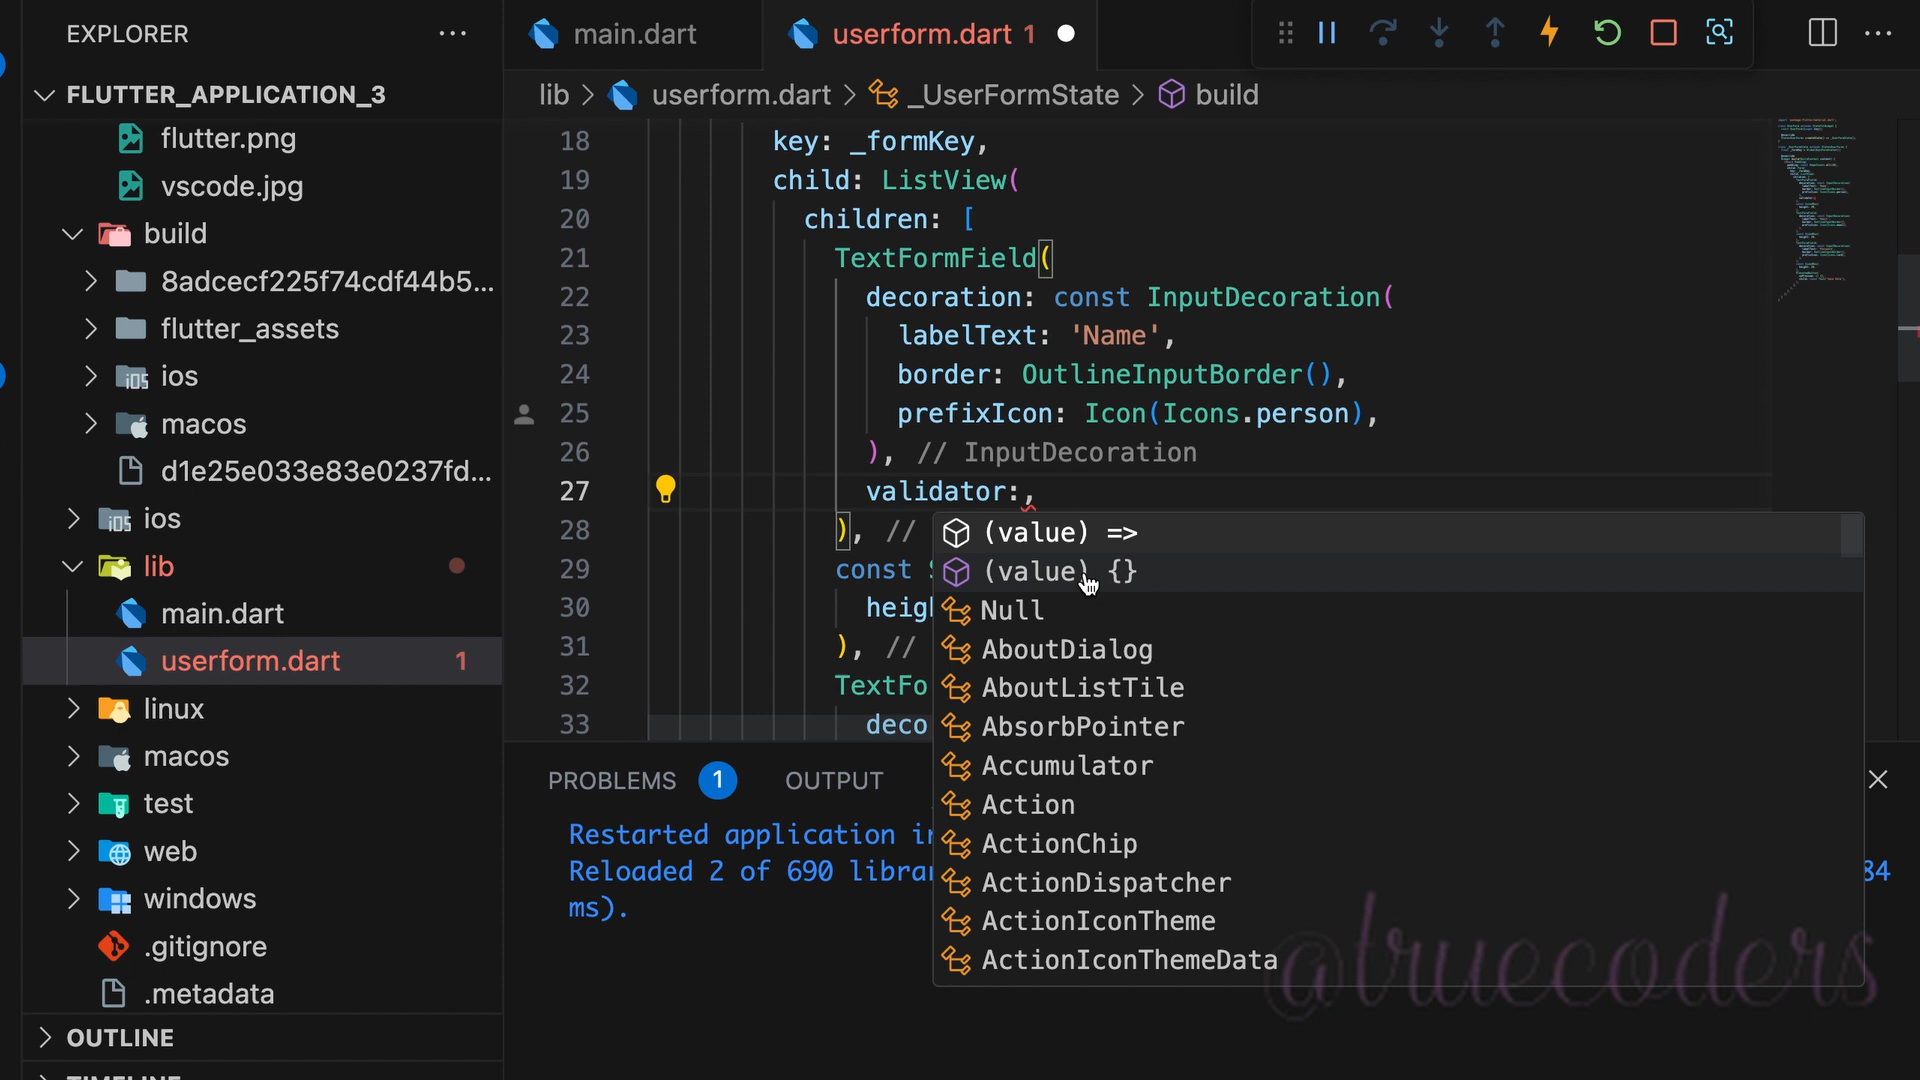 EXPLORER
FLUTTER_APPLICATION_3
flutter.png
vscode.jpg
build
8adcecf225f74cdf44b5...
flutter_assets
ios
macos
d1e25e033e83e0237fd...
ios
lib
main.dart
userform.dart 1
linux
macos
test
web
windows
.gitignore
.metadata
OUTLINE
TIMELINE
main.dart
userform.dart 1
lib > userform.dart > _UserFormState > build
18 key: _formKey,
19 child: ListView(
20 children: [
21 TextFormField(
22 decoration: const InputDecoration(
23 labelText: 'Name',
24 border: OutlineInputBorder(),
25 prefixIcon: Icon(Icons.person),
26 ), // InputDecoration
27 validator:,
28 ), //
29 const S
30 heigh
31 ), //
32 TextFo
33 deco
(value) =>
(value) {}
Null
AboutDialog
AboutListTile
AbsorbPointer
Accumulator
Action
ActionChip
ActionDispatcher
ActionIconTheme
ActionIconThemeData
PROBLEMS 1 OUTPUT
Restarted application in
Reloaded 2 of 690 librar
84
ms).
@truecoders